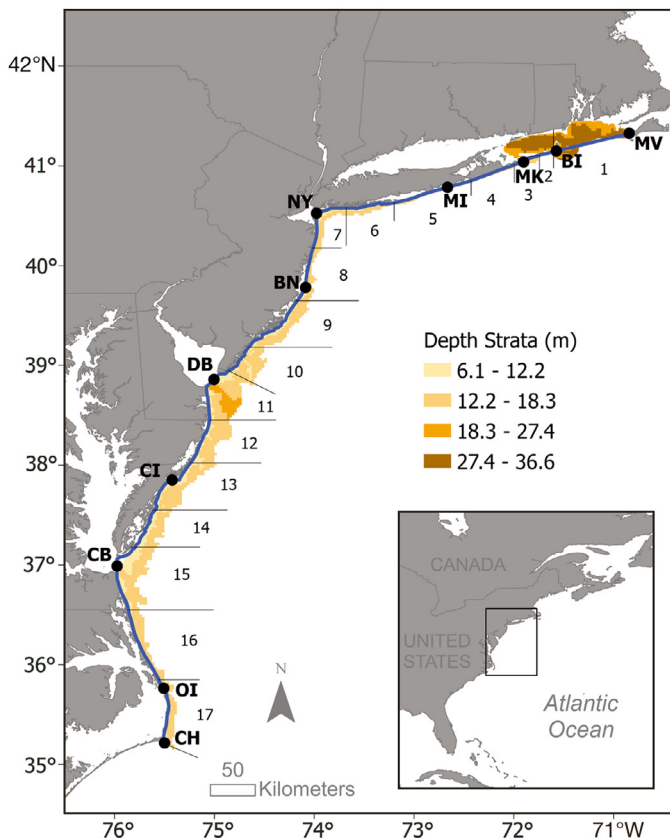 42°N
41°
40°
39°
38°
37°
36°
35°
76°
75°
74°
73°
72°
71°W
MV
BI
MK
MI
NY
BN
DB
CI
CB
OI
CH
1
2
3
4
5
6
7
8
9
10
11
12
13
14
15
16
17
Depth Strata (m)
6.1 - 12.2
12.2 - 18.3
18.3 - 27.4
27.4 - 36.6
N
50
Kilometers
CANADA
UNITED
STATES
Atlantic
Ocean